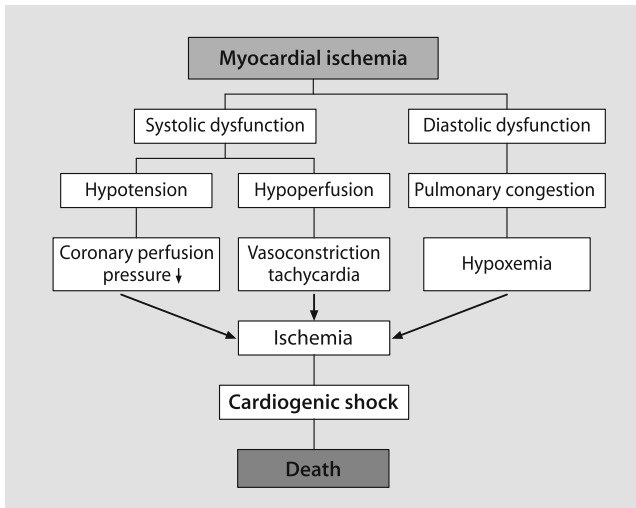 Myocardial ischemia
Systolic dysfunction
Diastolic dysfunction
Hypotension
Hypoperfusion
Pulmonary congestion
Coronary perfusion
pressure ↓
Vasoconstriction
tachycardia
Hypoxemia
Ischemia
Cardiogenic shock
Death